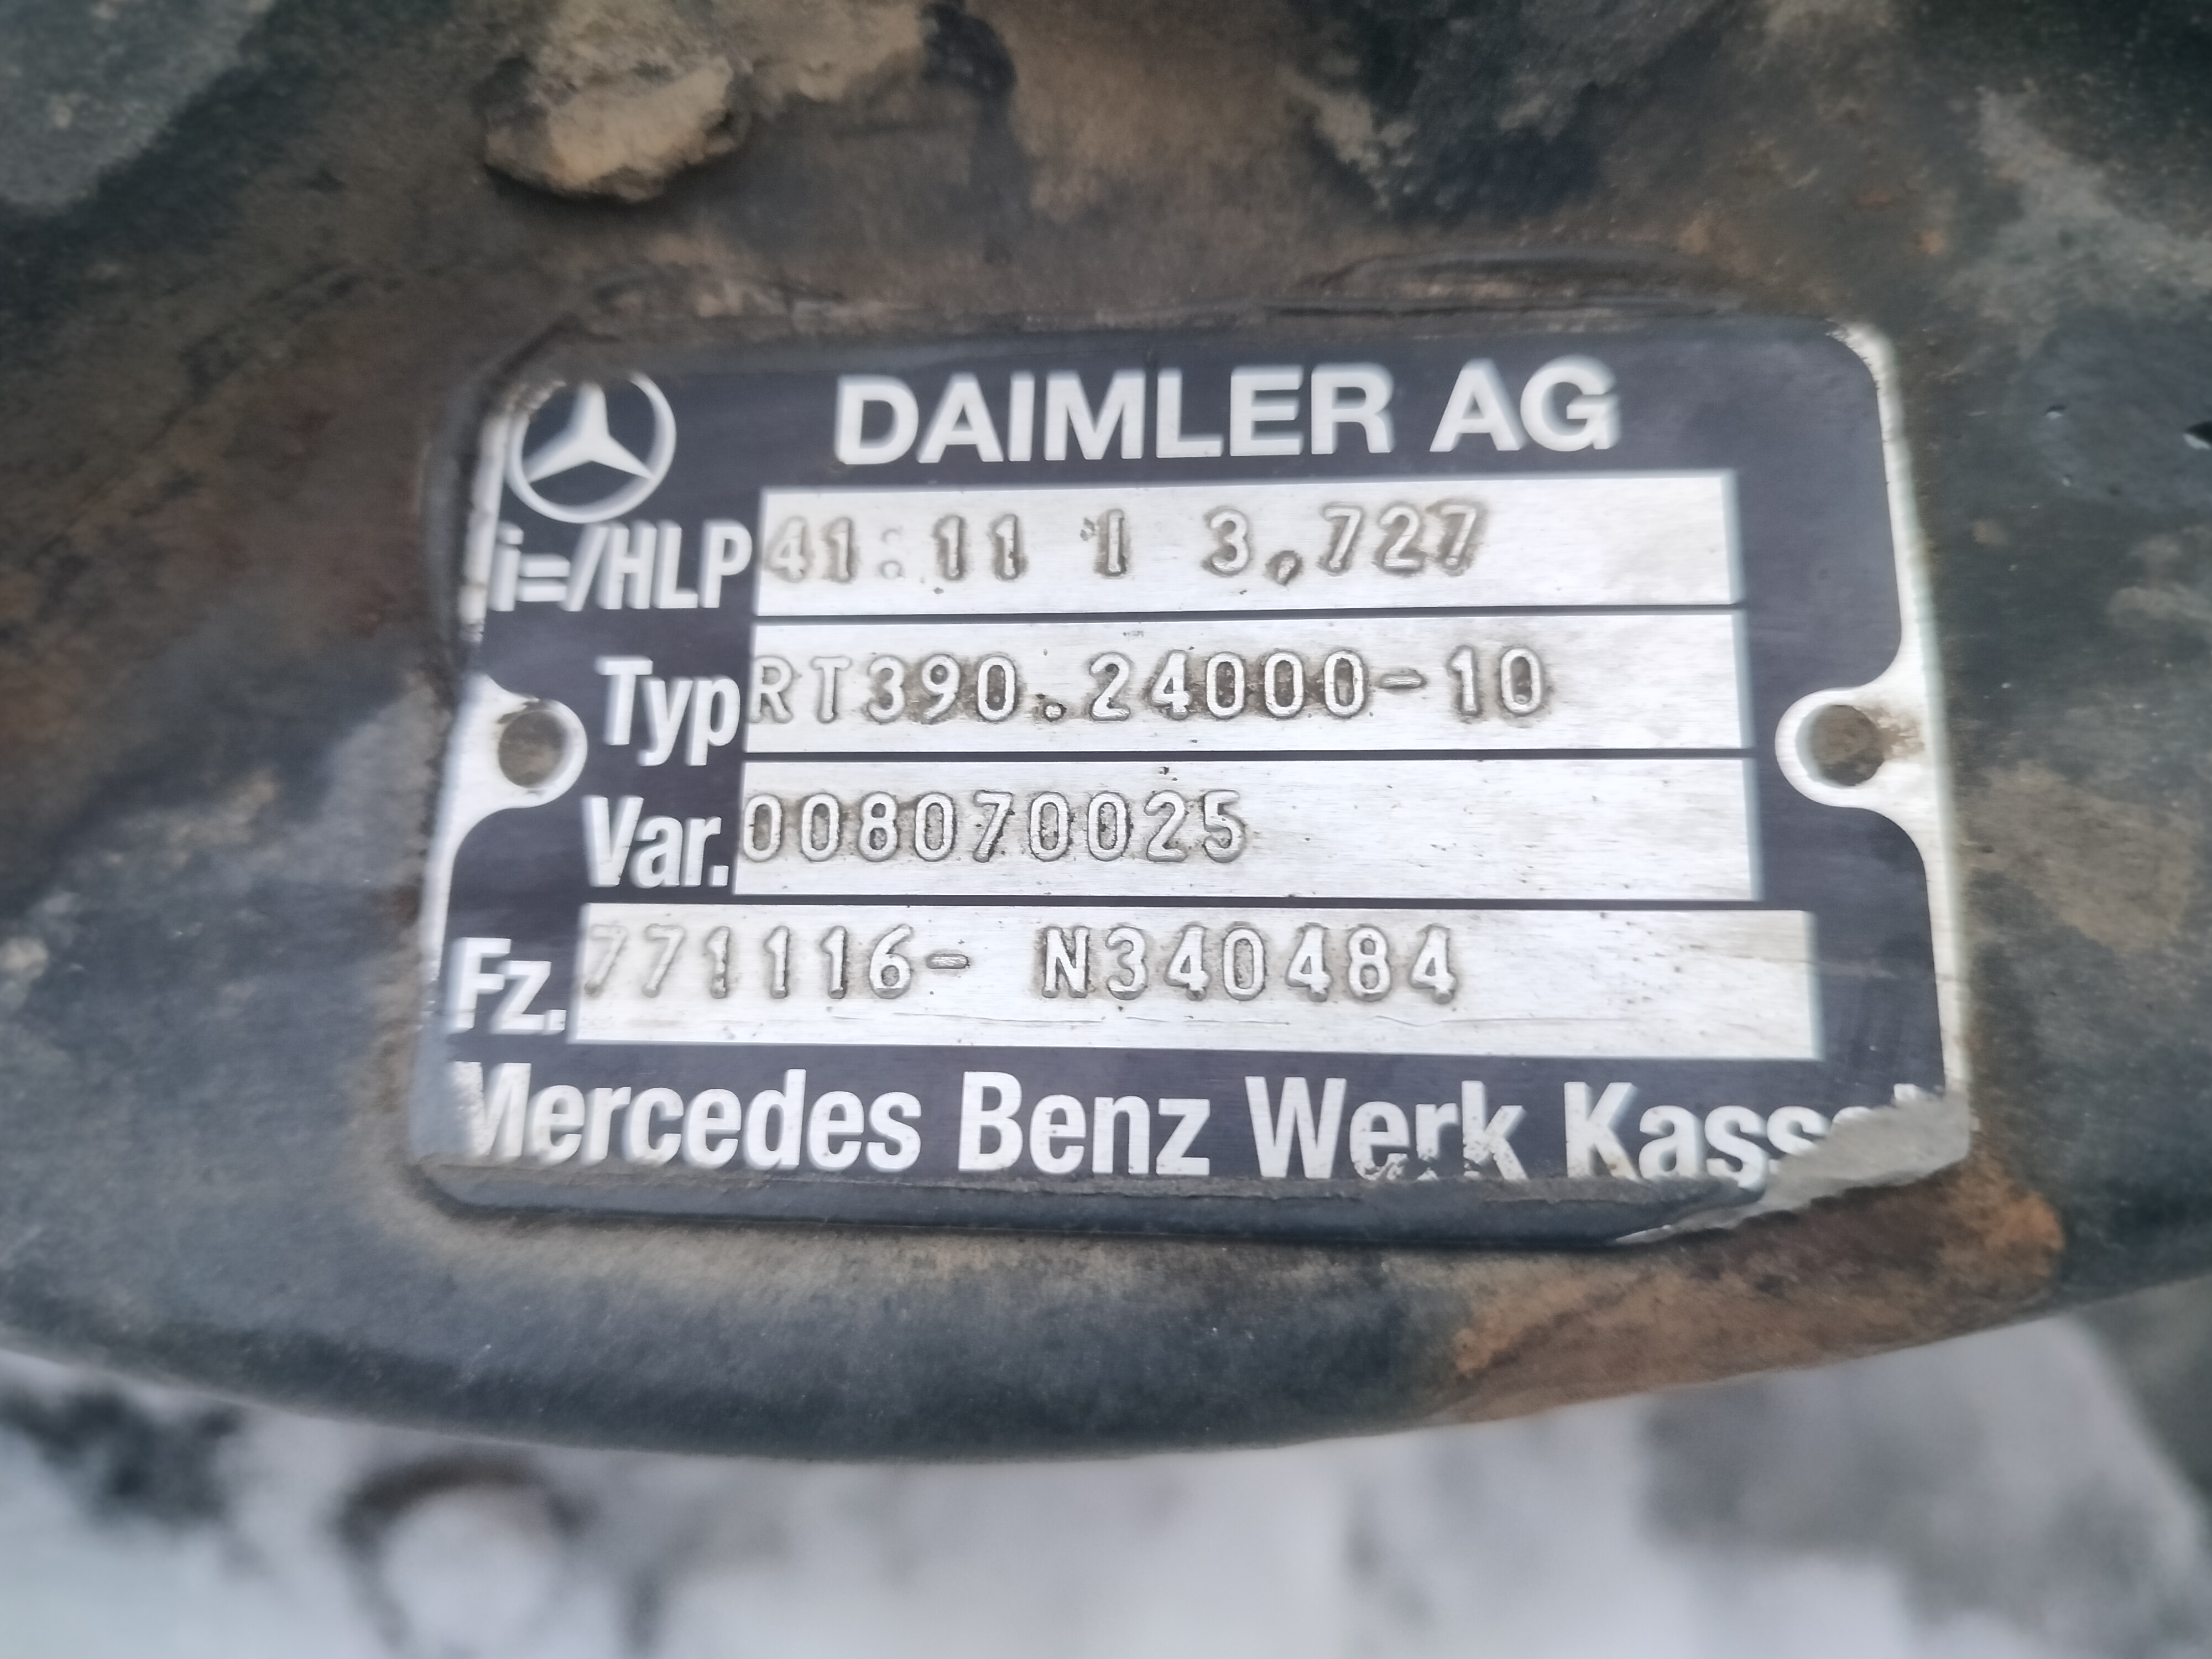 DAIMLER AG
i=/HLP 41:11 1 3,727
Typ RT390.24000-10
Var. 008070025
Fz. 771116- N340484
Mercedes Benz Werk